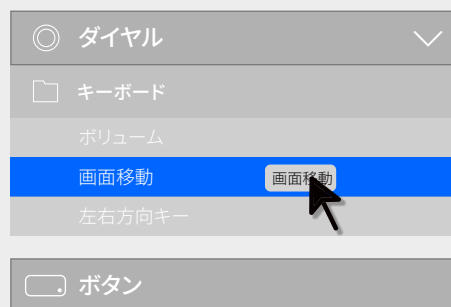 ダイヤル
キーボード
ボリューム
画面移動 画面移動
左右方向キー
ボタン